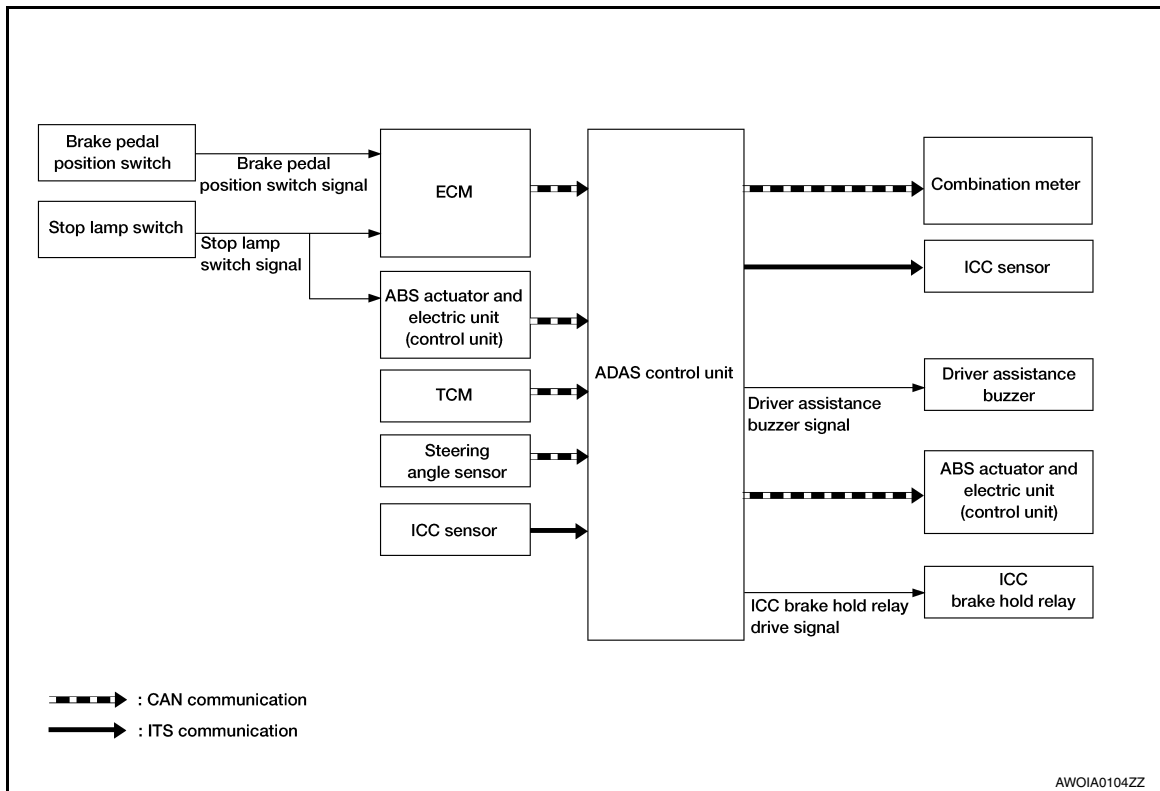 Brake pedal
position switch
Brake pedal
position switch signal
Stop lamp switch
Stop lamp
switch signal
ECM
ABS actuator and
electric unit
(control unit)
TCM
Steering
angle sensor
ICC sensor
ADAS control unit
Combination meter
ICC sensor
Driver assistance
buzzer signal
Driver assistance
buzzer
ABS actuator and
electric unit
(control unit)
ICC brake hold relay
drive signal
ICC
brake hold relay
: CAN communication
: ITS communication
AWOIA0104ZZ